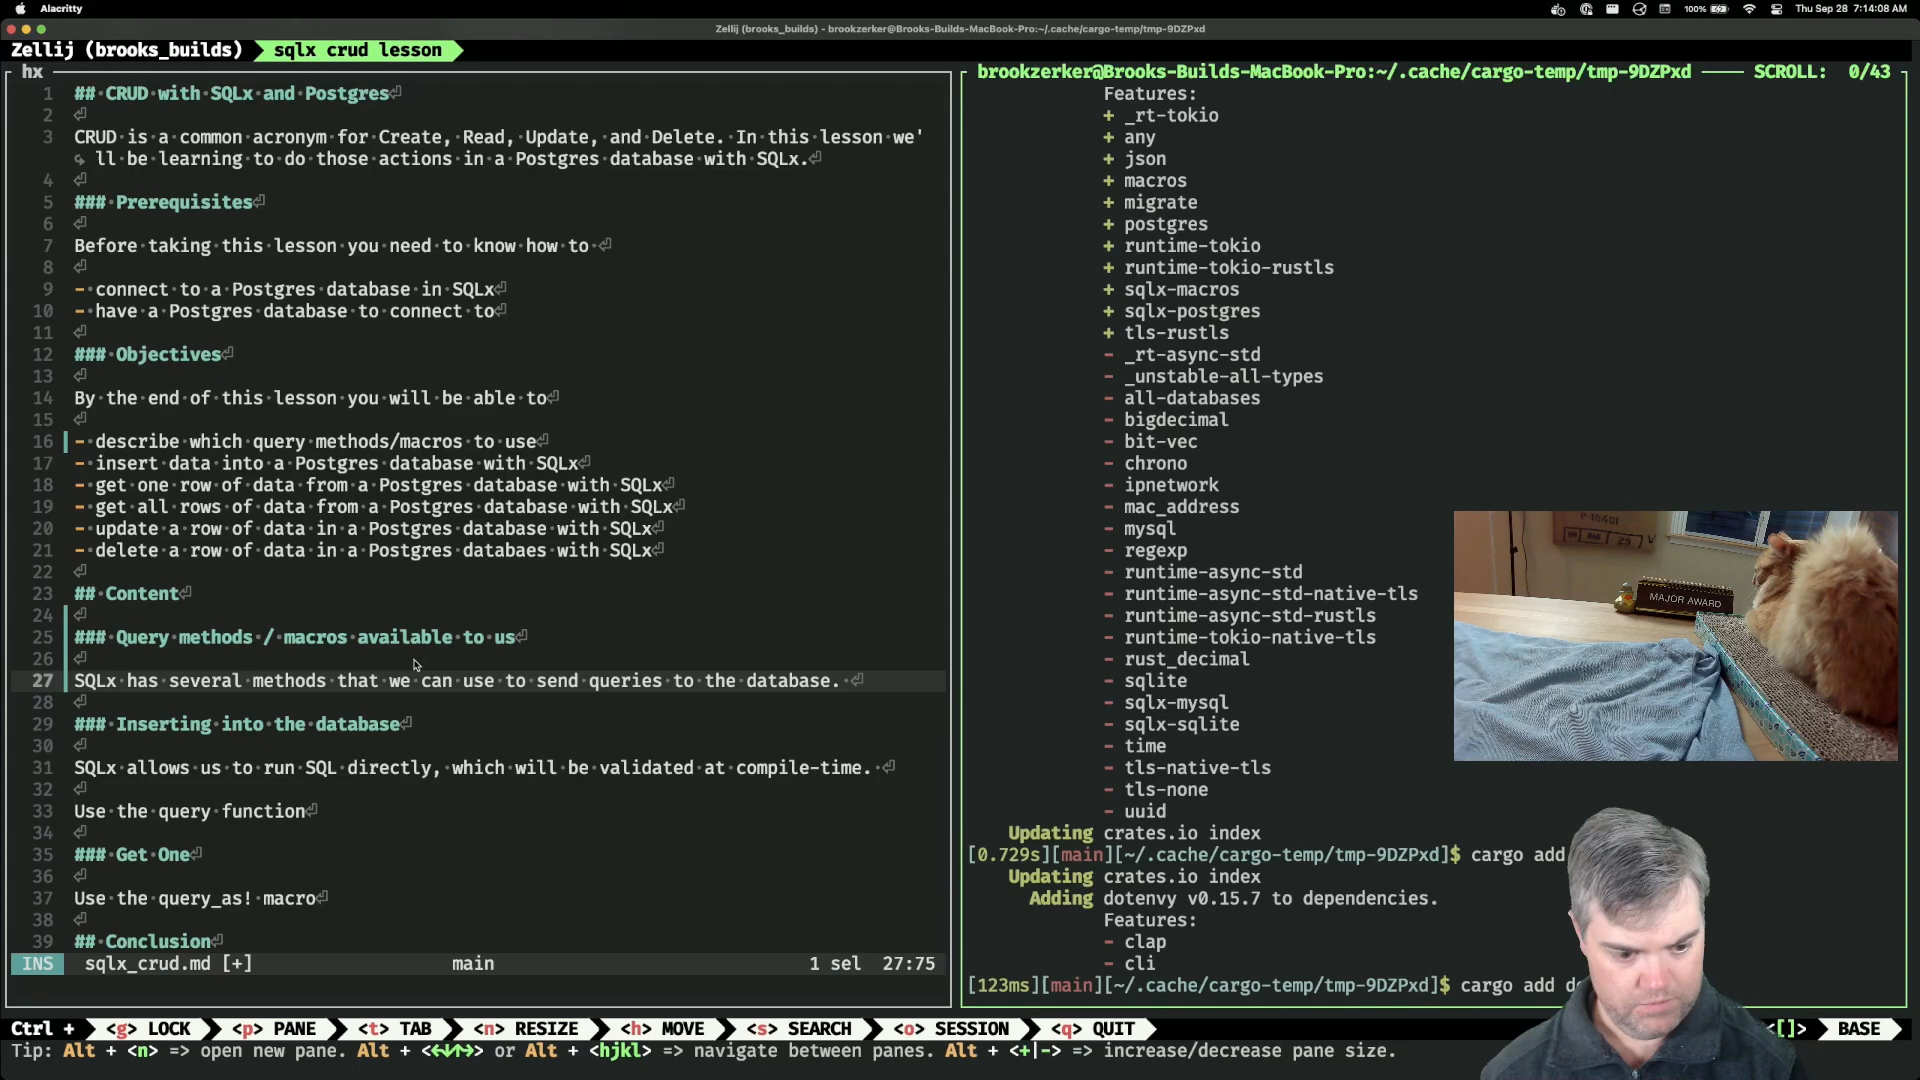 Alacritty
100%
Thu Sep 28 7:14:08 AM
Zellij (brooks_builds) - brookzerker@Brooks-Builds-MacBook-Pro:~/.cache/cargo-temp/tmp-9DZPxd
Zellij (brooks_builds) sqlx crud lesson
hx
1 ## CRUD with SQLx and Postgres
2
3 CRUD is a common acronym for Create, Read, Update, and Delete. In this lesson we'
ll be learning to do those actions in a Postgres database with SQLx.
4
5 ### Prerequisites
6
7 Before taking this lesson you need to know how to
8
9 - connect to a Postgres database in SQLx
10 - have a Postgres database to connect to
11
12 ### Objectives
13
14 By the end of this lesson you will be able to
15
16 - describe which query methods/macros to use
17 - insert data into a Postgres database with SQLx
18 - get one row of data from a Postgres database with SQLx
19 - get all rows of data from a Postgres database with SQLx
20 - update a row of data in a Postgres database with SQLx
21 - delete a row of data in a Postgres databaes with SQLx
22
23 ## Content
24
25 ### Query methods / macros available to us
26
27 SQLx has several methods that we can use to send queries to the database.
28
29 ### Inserting into the database
30
31 SQLx allows us to run SQL directly, which will be validated at compile-time.
32
33 Use the query function
34
35 ### Get One
36
37 Use the query_as! macro
38
39 ## Conclusion
INS sqlx_crud.md [+] main 1 sel 27:75
brookzerker@Brooks-Builds-MacBook-Pro:~/.cache/cargo-temp/tmp-9DZPxd SCROLL: 0/43
Features:
+ _rt-tokio
+ any
+ json
+ macros
+ migrate
+ postgres
+ runtime-tokio
+ runtime-tokio-rustls
+ sqlx-macros
+ sqlx-postgres
+ tls-rustls
- _rt-async-std
- _unstable-all-types
- all-databases
- bigdecimal
- bit-vec
- chrono
- ipnetwork
- mac_address
- mysql
- regexp
- runtime-async-std
- runtime-async-std-native-tls
- runtime-async-std-rustls
- runtime-tokio-native-tls
- rust_decimal
- sqlite
- sqlx-mysql
- sqlx-sqlite
- time
- tls-native-tls
- tls-none
- uuid
Updating crates.io index
[0.729s][main][~/.cache/cargo-temp/tmp-9DZPxd]$ cargo add
Updating crates.io index
Adding dotenvy v0.15.7 to dependencies.
Features:
- clap
- cli
[123ms][main][~/.cache/cargo-temp/tmp-9DZPxd]$ cargo add d
MAJOR AWARD
Ctrl + <g> LOCK <p> PANE <t> TAB <n> RESIZE <h> MOVE <s> SEARCH <o> SESSION <q> QUIT <[]> BASE
Tip: Alt + <n> => open new pane. Alt + <←↓↑→> or Alt + <hjkl> => navigate between panes. Alt + <+|-> => increase/decrease pane size.